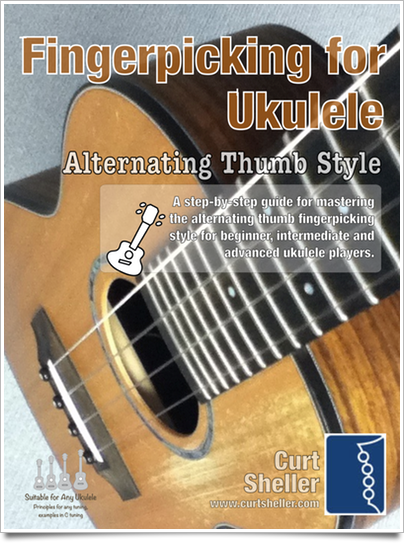 Fingerpicking for
Ukulele
Alternating Thumb Style
A step-by-step guide for mastering
the alternating thumb fingerpicking
style for beginner, intermediate and
advanced ukulele players.
Suitable for Any Ukulele
Principles for any tuning,
examples in C tuning
Curt
Sheller
www.curtsheller.com